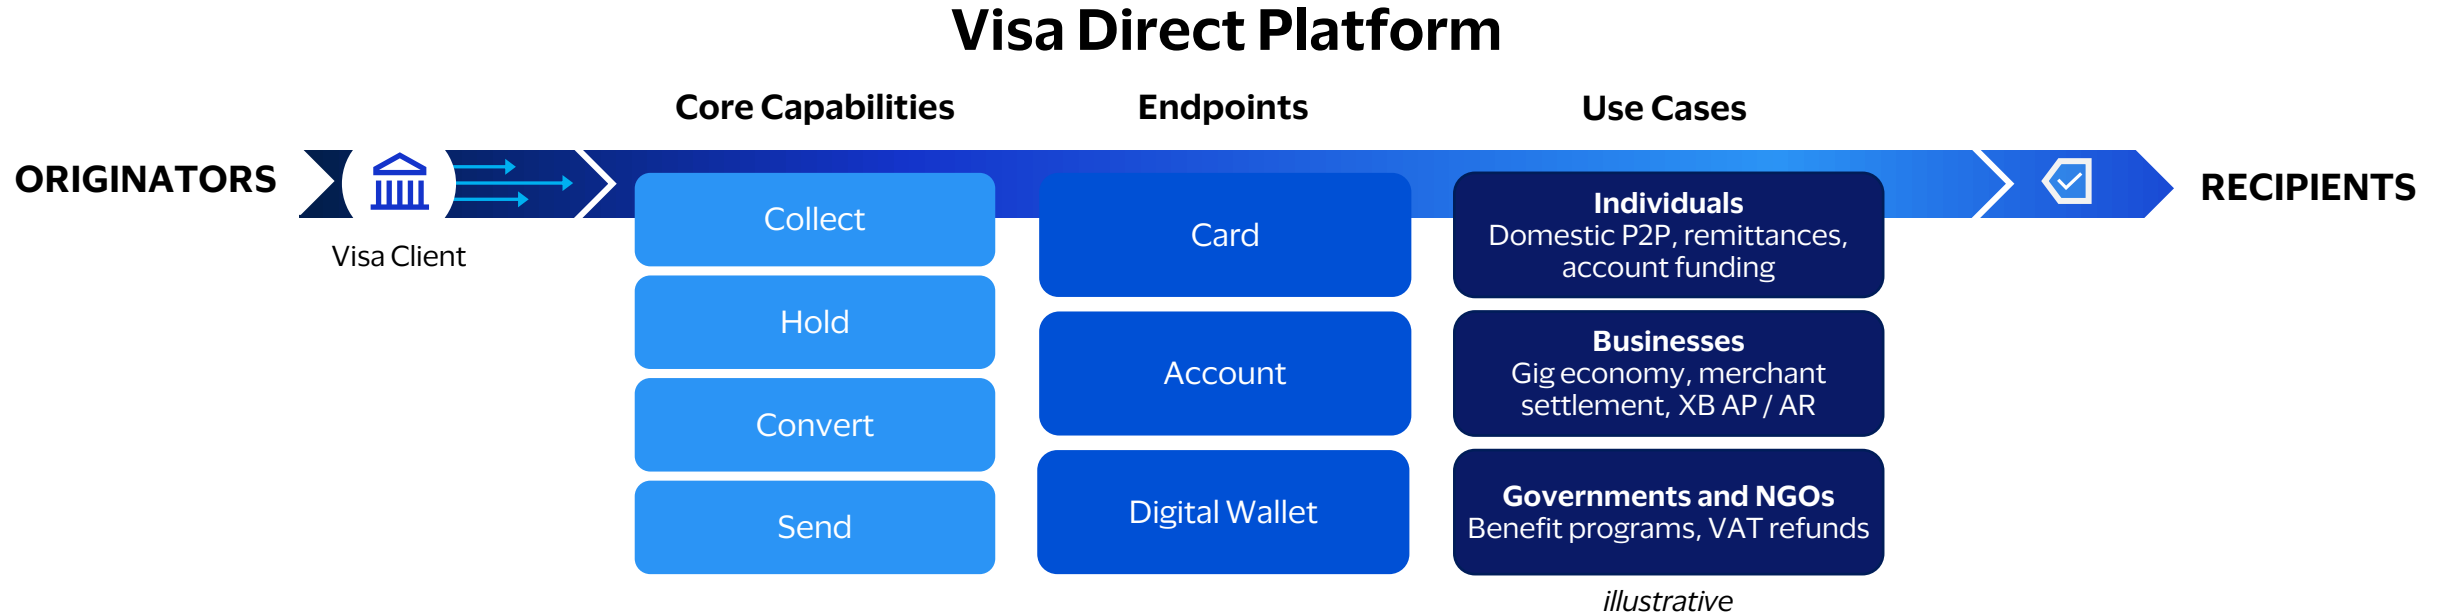 Visa Direct Platform
Core Capabilities
Endpoints
Use Cases
ORIGINATORS
Visa Client
Collect
Hold
Convert
Send
Card
Account
Digital Wallet
Individuals
Domestic P2P, remittances,
account funding
Businesses
Gig economy, merchant
settlement, XB AP / AR
Governments and NGOs
Benefit programs, VAT refunds
illustrative
RECIPIENTS